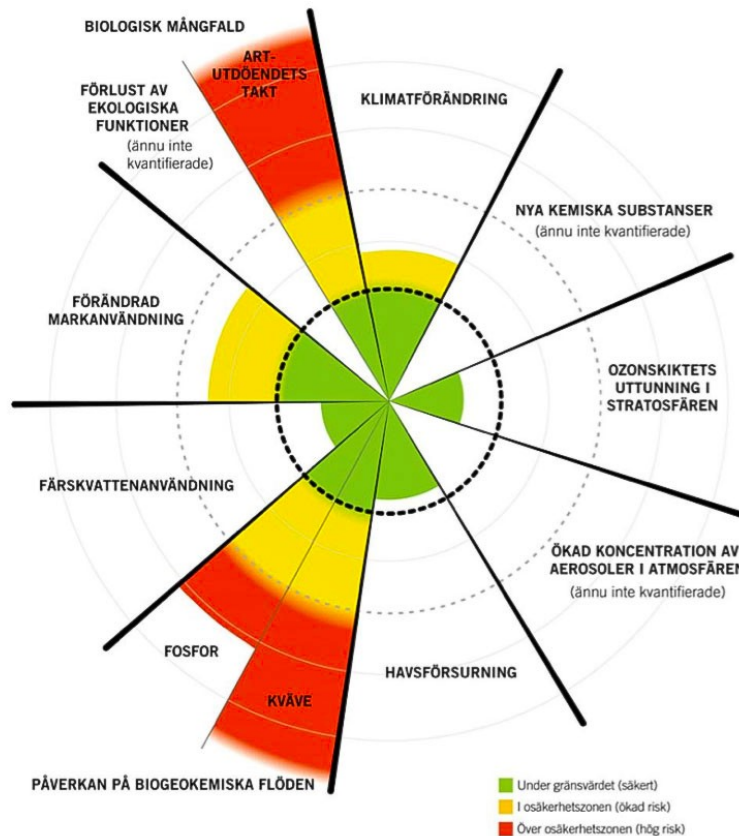 BIOLOGISK MÅNGFALD
ART-
UTDÖENDETS
TAKT
KLIMATFÖRÄNDRING
FÖRLUST AV
EKOLOGISKA
FUNKTIONER
(ännu inte
kvantifierade)
NYA KEMISKA SUBSTANSER
(ännu inte kvantifierade)
FÖRÄNDRAD
MARKANVÄNDNING
OZONSKIKTETS
UTTUNNING I
STRATOSFÄREN
FÄRSKVATTENANVÄNDNING
ÖKAD KONCENTRATION AV
AEROSOLER I ATMOSFÄREN
(ännu inte kvantifierade)
FOSFOR
HAVSFÖRSURNING
KVÄVE
PÅVERKAN PÅ BIOGEOKEMISKA FLÖDEN
Under gränsvärdet (säkert)
I osäkerhetszonen (ökad risk)
Över osäkerhetszonen (hög risk)